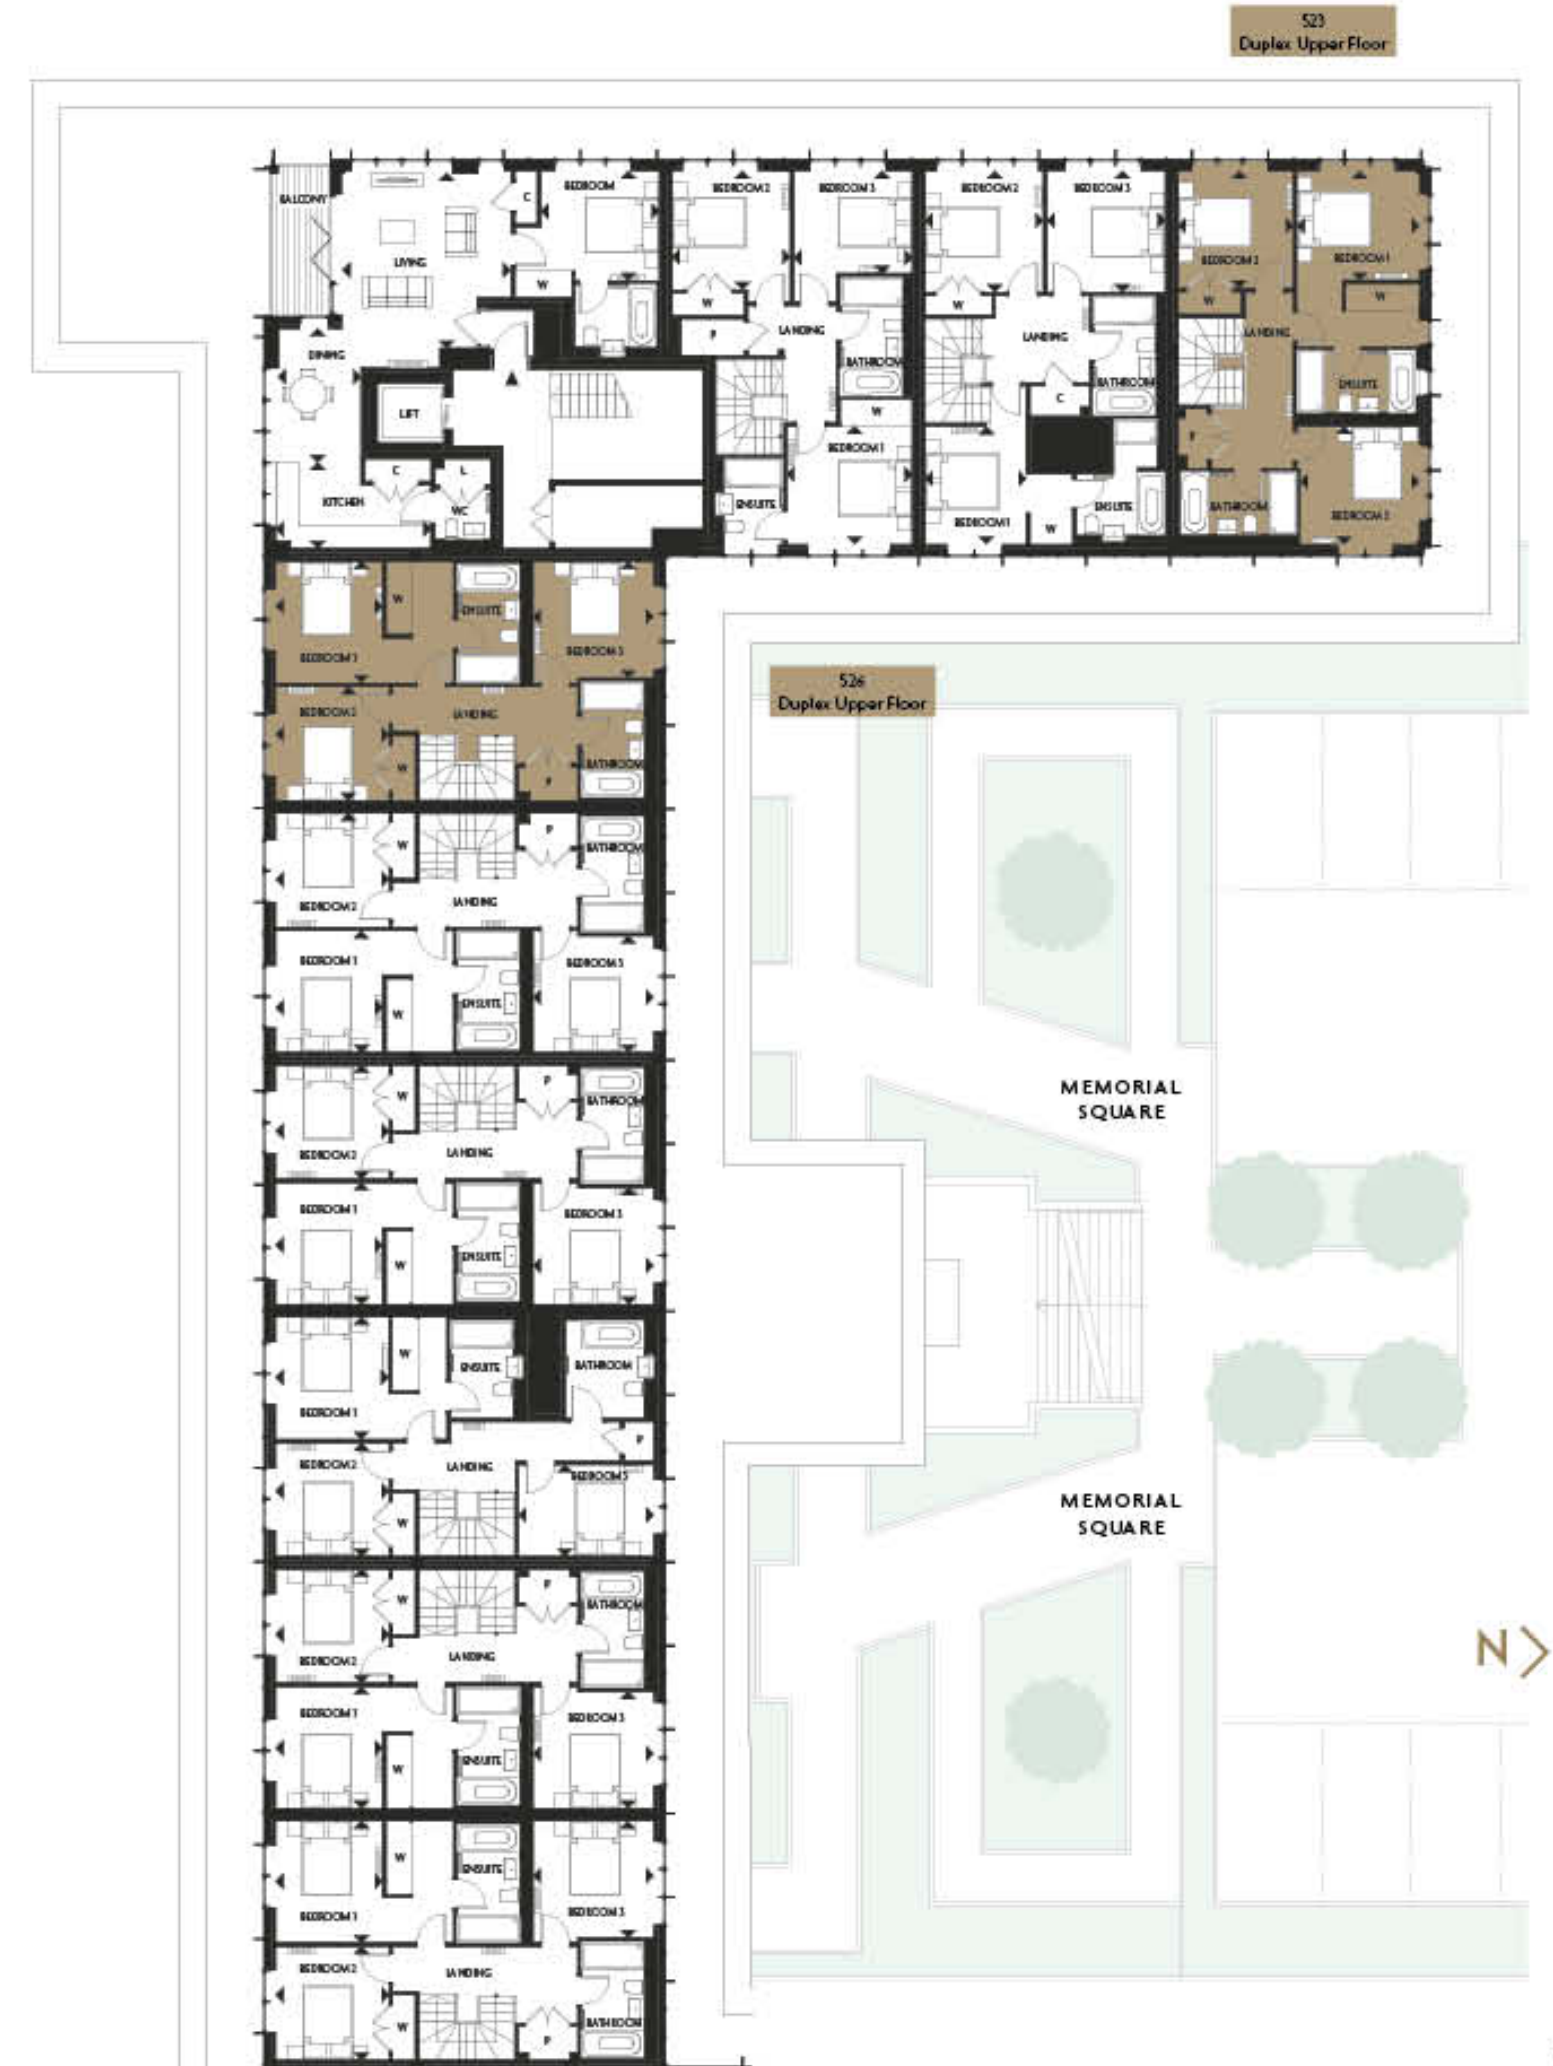 523
Duplex Upper Floor
BALCONY
LIVING
C
BEDROOM
W
BEDROOM 2
BEDROOM 3
W
P
LANDING
BATHROOM
W
BEDROOM 1
ENSUITE
BEDROOM 2
BEDROOM 3
W
LANDING
BATHROOM
C
BEDROOM 1
W
ENSUITE
BEDROOM 2
BEDROOM 1
W
W
LANDING
ENSUITE
P
BATHROOM
BEDROOM 3
DINING
LIFT
C
L
KITCHEN
WC
W
ENSUITE
BEDROOM 1
BEDROOM 3
526
Duplex Upper Floor
BEDROOM 2
LANDING
W
P
BATHROOM
W
P
BATHROOM
BEDROOM 2
LANDING
BEDROOM 1
BEDROOM 3
W
ENSUITE
W
P
BATHROOM
BEDROOM 2
LANDING
BEDROOM 1
BEDROOM 3
W
ENSUITE
MEMORIAL
SQUARE
W
ENSUITE
BATHROOM
BEDROOM 1
P
BEDROOM 2
LANDING
BEDROOM 3
W
MEMORIAL
SQUARE
W
P
BATHROOM
BEDROOM 2
LANDING
BEDROOM 1
BEDROOM 3
W
ENSUITE
N
W
ENSUITE
BEDROOM 1
BEDROOM 3
BEDROOM 2
LANDING
W
P
BATHROOM